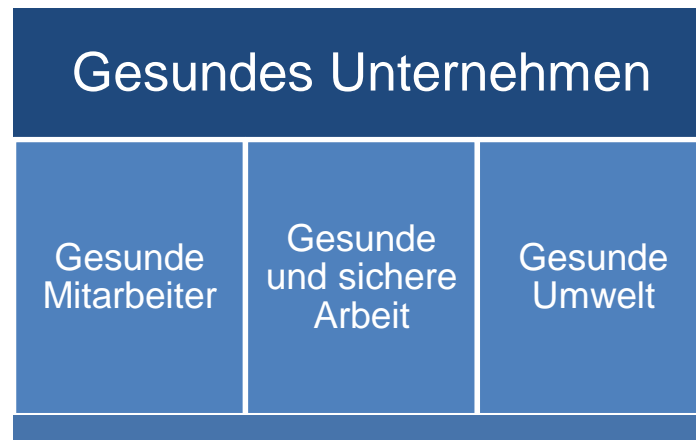 Gesundes Unternehmen
Gesunde
Mitarbeiter
Gesunde
und sichere
Arbeit
Gesunde
Umwelt